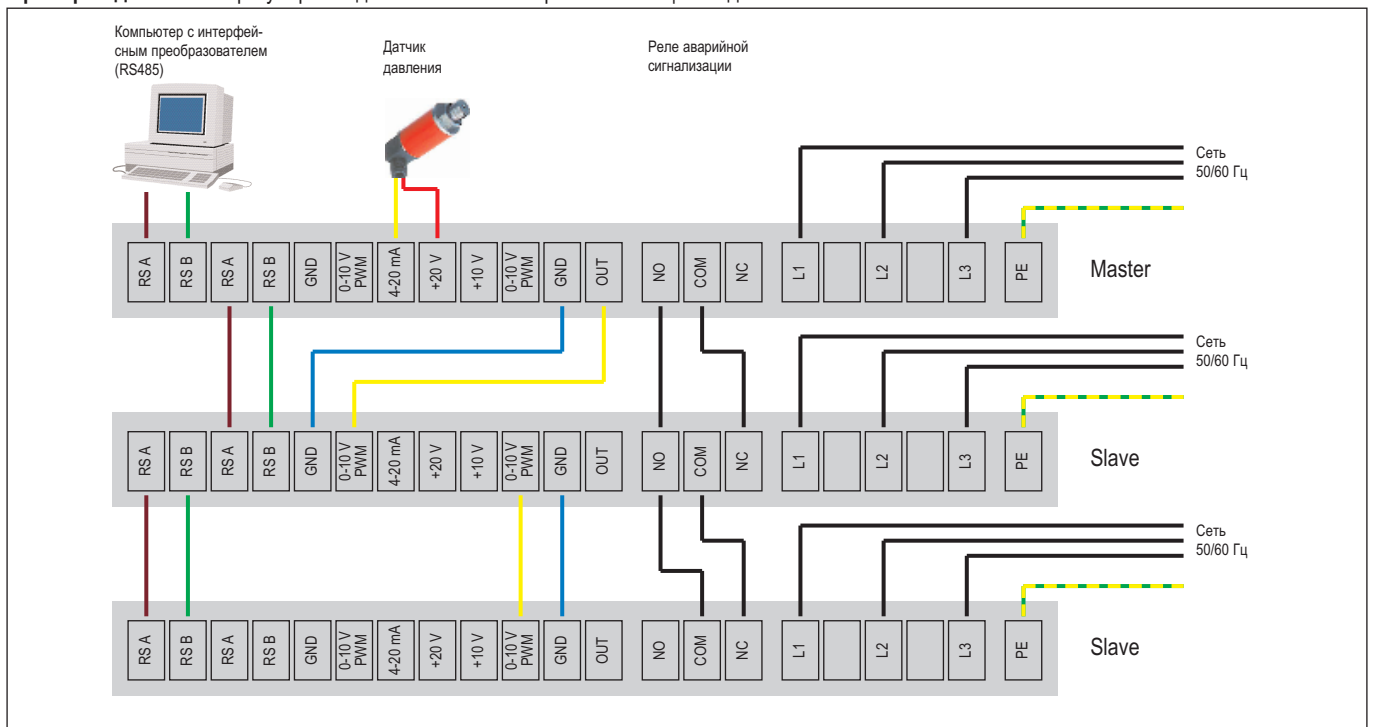 Компьютер с интерфей-
сным преобразователем
(RS485)
Датчик
давления
Реле аварийной
сигнализации
Сеть
50/60 Гц
RS A RS B RS A RS B GND 0-10 V PWM 4-20 mA +20 V +10 V 0-10 V PWM GND OUT NO COM NC L1 L2 L3 PE Master
Сеть
50/60 Гц
RS A RS B RS A RS B GND 0-10 V PWM 4-20 mA +20 V +10 V 0-10 V PWM GND OUT NO COM NC L1 L2 L3 PE Slave
Сеть
50/60 Гц
RS A RS B RS A RS B GND 0-10 V PWM 4-20 mA +20 V +10 V 0-10 V PWM GND OUT NO COM NC L1 L2 L3 PE Slave